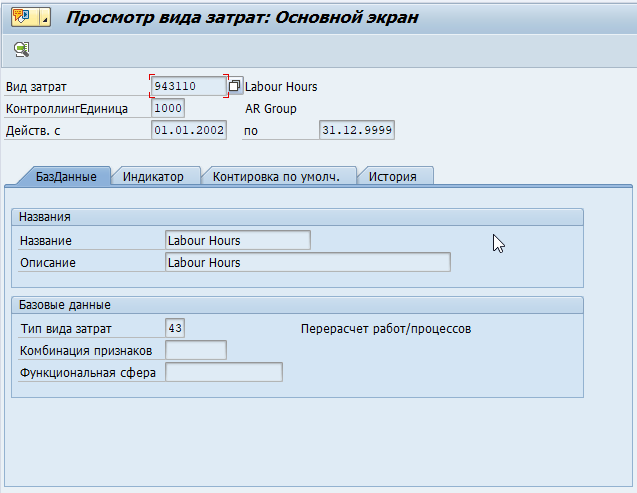 Просмотр вида затрат: Основной экран
Вид затрат 943110 Labour Hours
КонтроллингЕдиница 1000 AR Group
Действ. с 01.01.2002 по 31.12.9999
БазДанные Индикатор Контировка по умолч. История
Названия
Название Labour Hours
Описание Labour Hours
Базовые данные
Тип вида затрат 43 Перерасчет работ/процессов
Комбинация признаков
Функциональная сфера